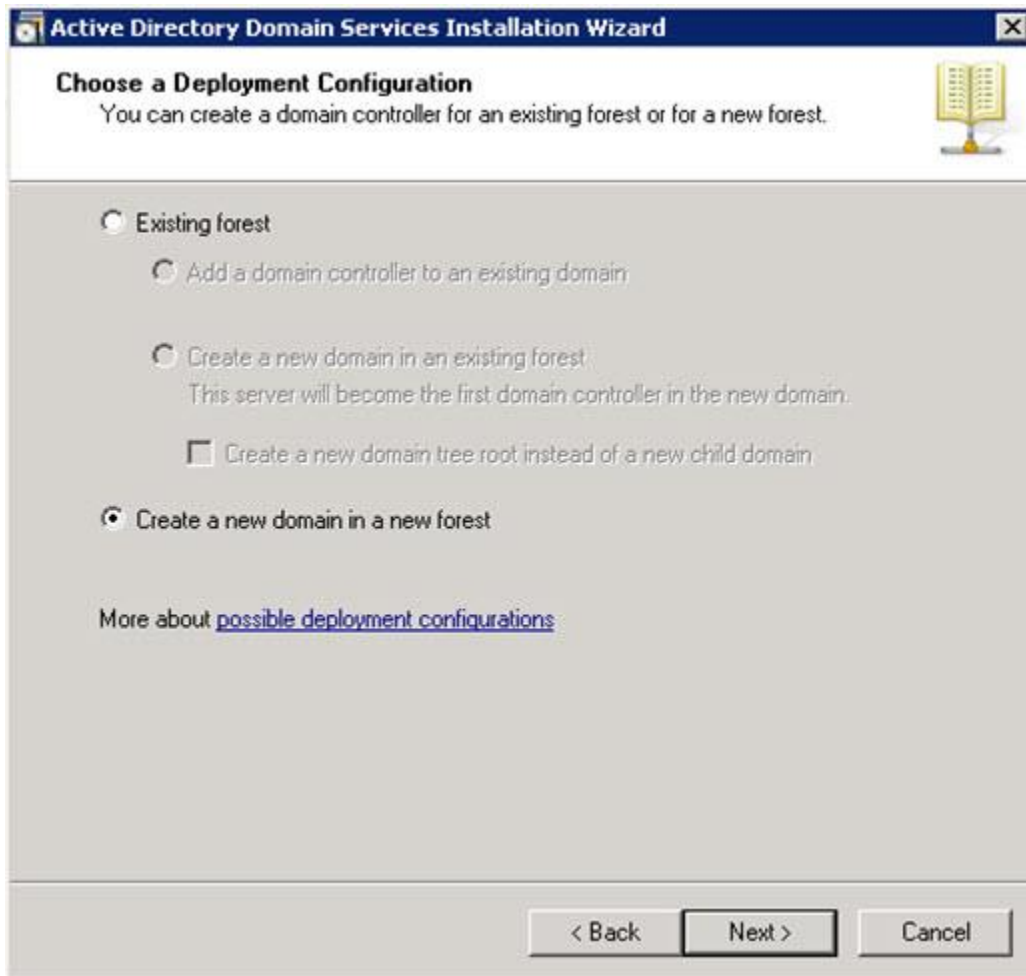 Active Directory Domain Services Installation Wizard
Choose a Deployment Configuration
You can create a domain controller for an existing forest or for a new forest.
Existing forest
Add a domain controller to an existing domain
Create a new domain in an existing forest
This server will become the first domain controller in the new domain.
Create a new domain tree root instead of a new child domain
Create a new domain in a new forest
More about possible deployment configurations
< Back
Next >
Cancel